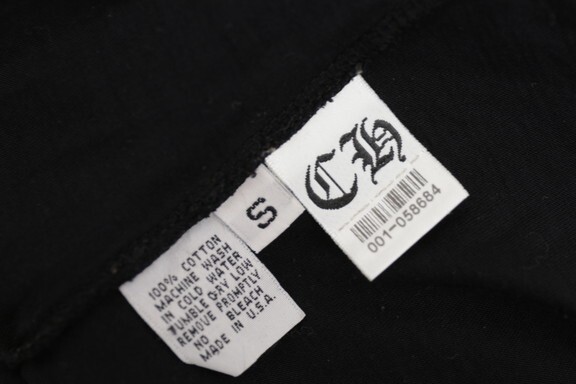 CH
001-058684
S
100% COTTON
MACHINE WASH
IN COLD WATER
TUMBLE DRY LOW
REMOVE PROMPTLY
NO BLEACH
MADE IN U.S.A.